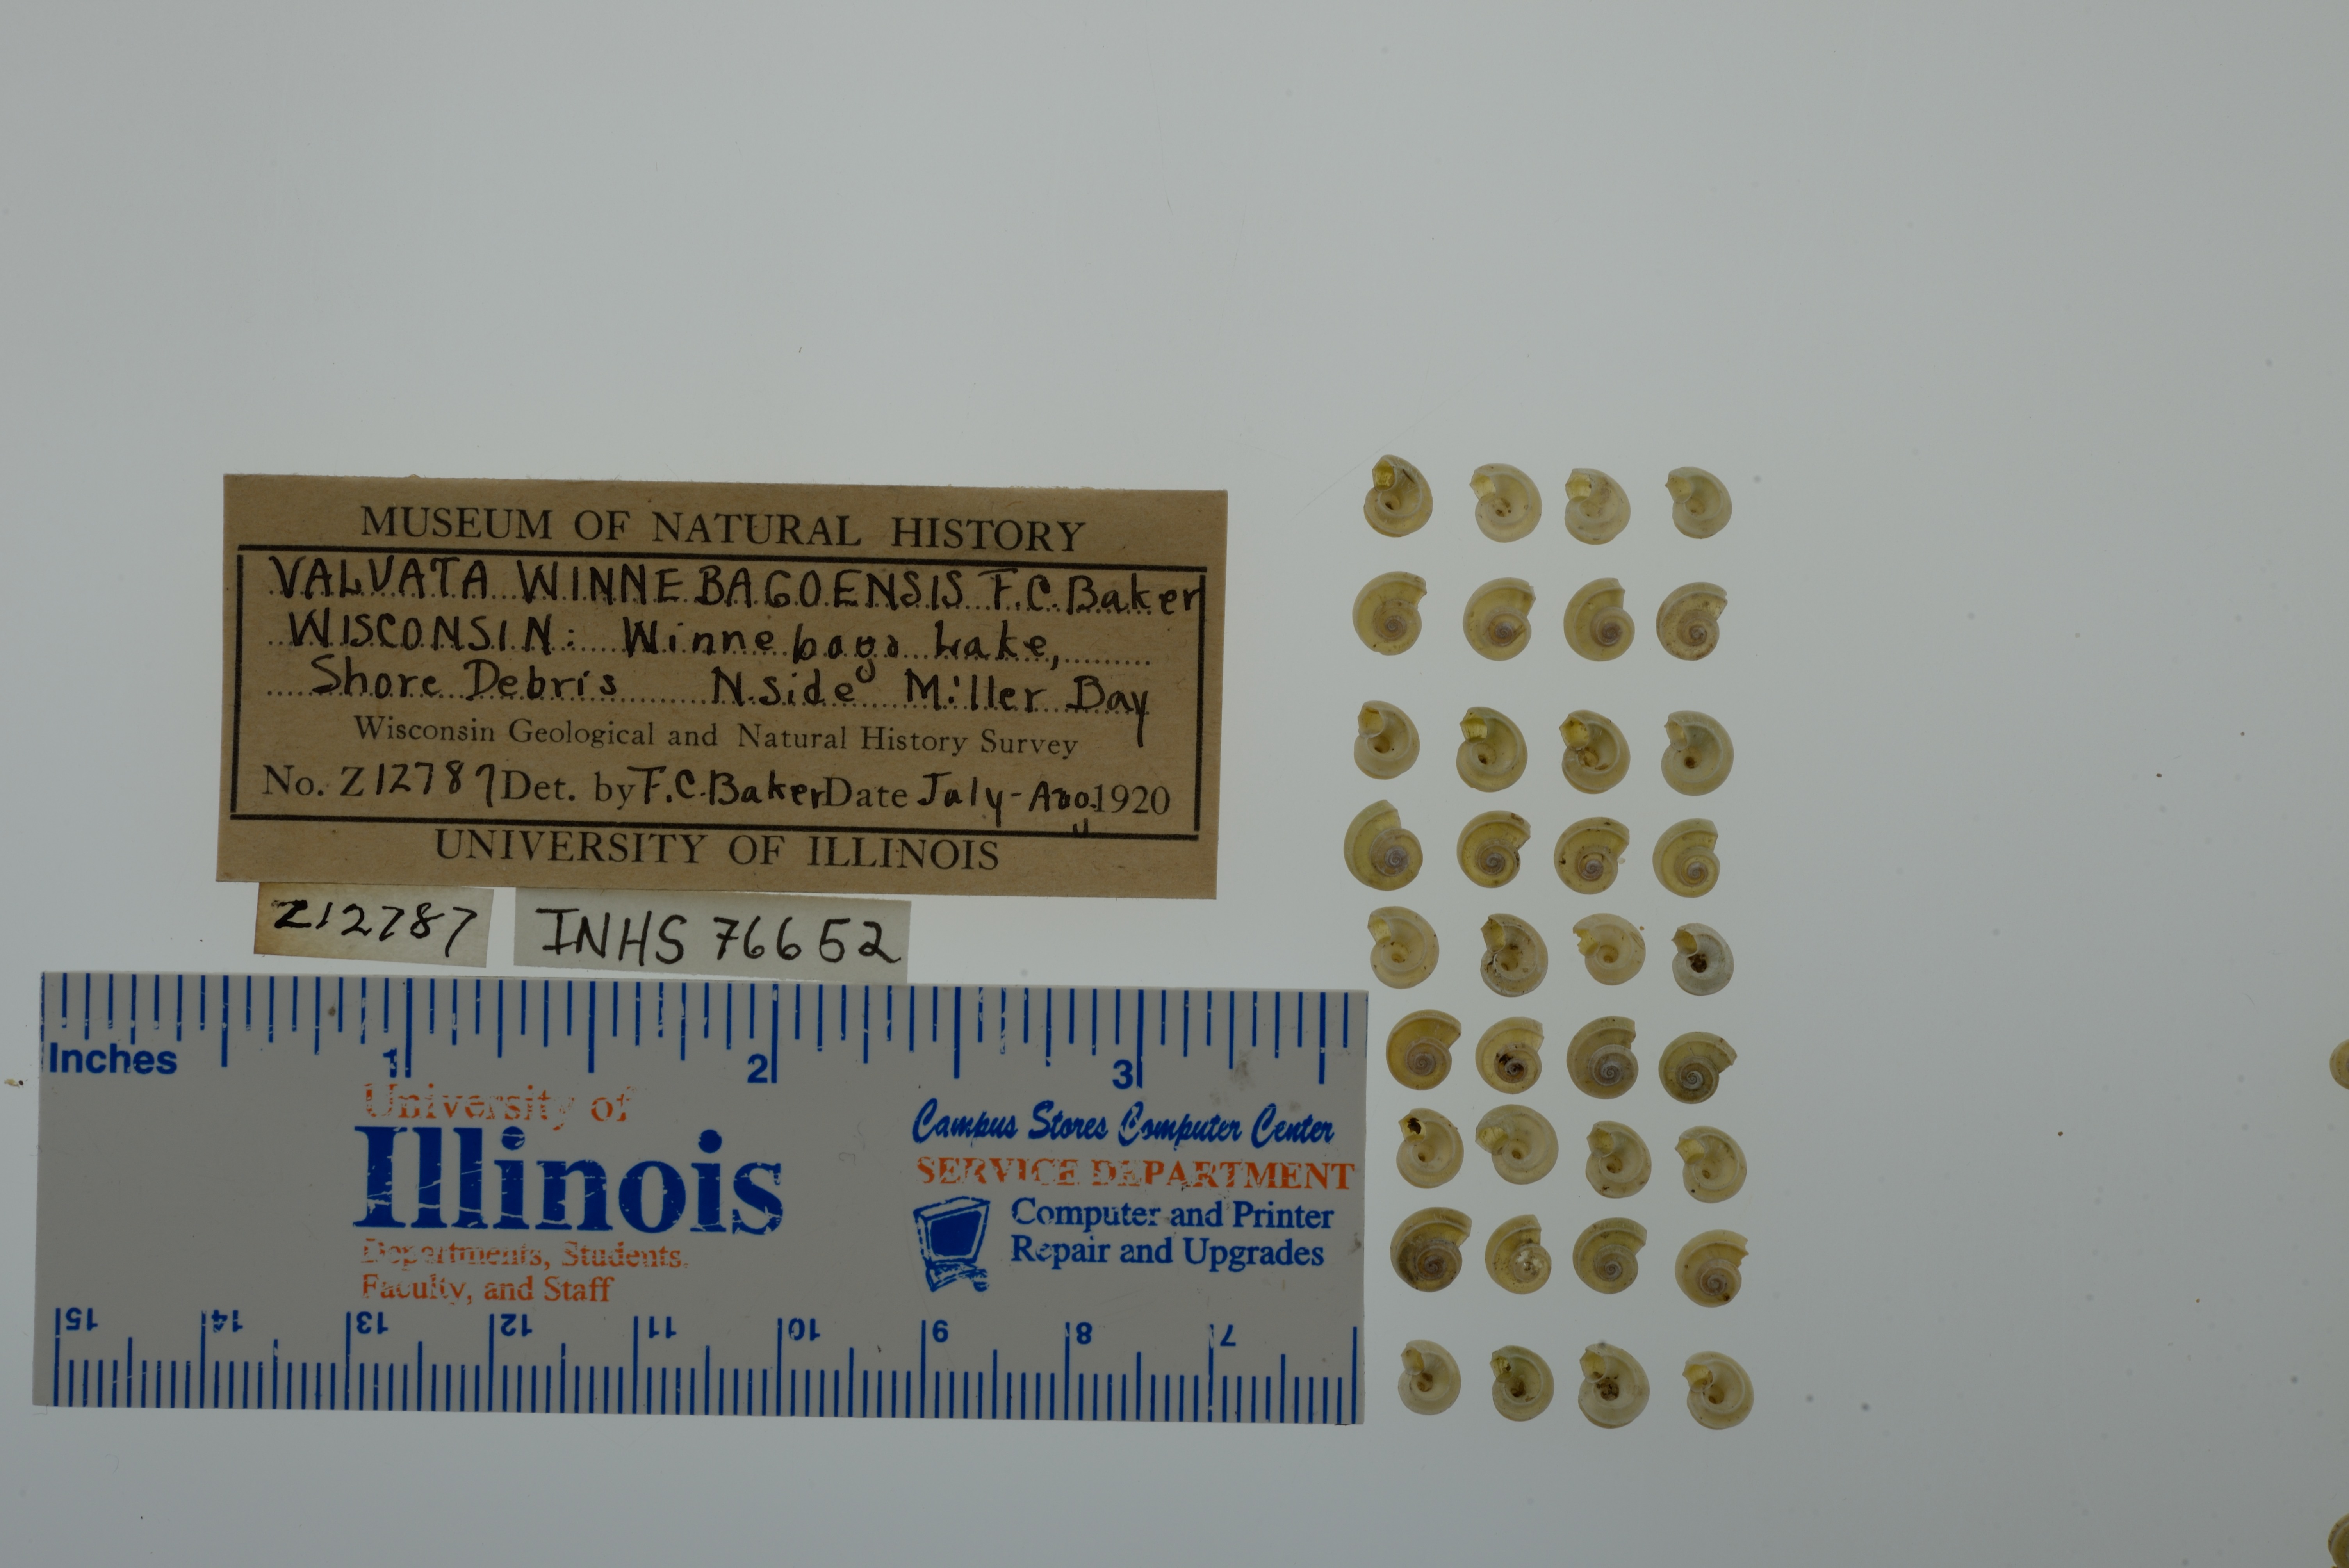 MUSEUM OF NATURAL HISTORY
VALVATA WINNEBAGOENSIS F.C. Baker
WISCONSIN: Winnebago Lake,
Shore Debris N. side Miller Bay
Wisconsin Geological and Natural History Survey
No. Z 12787 Det. by F.C. Baker Date July-Aug. 1920
UNIVERSITY OF ILLINOIS
Z12787
INHS 76652
Inches 1 2 3
University of
Illinois
Departments, Students,
Faculty, and Staff
Campus Stores Computer Center
SERVICE DEPARTMENT
Computer and Printer
Repair and Upgrades
15 14 13 12 11 10 9 8 7